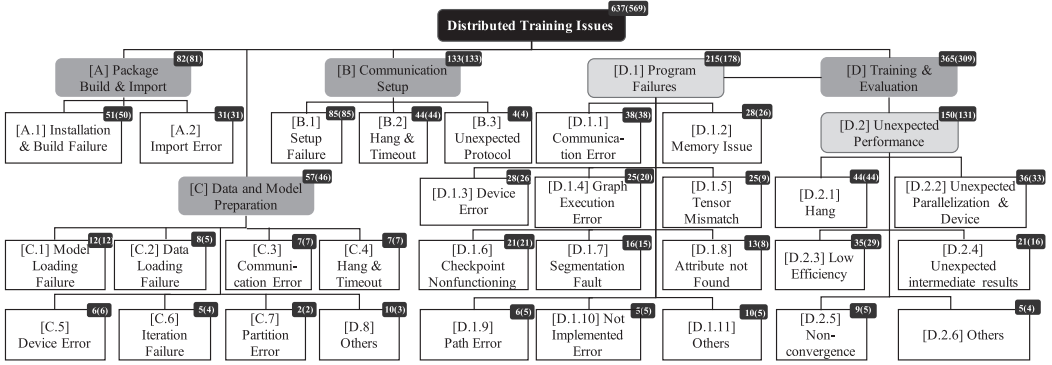 637(569)
Distributed Training Issues
82(81)
[A] Package
Build & Import
133(133)
[B] Communication
Setup
215(178)
[D.1] Program
Failures
365(309)
[D] Training &
Evaluation
51(50)
[A.1] Installation
& Build Failure
31(31)
[A.2]
Import Error
85(85)
[B.1]
Setup
Failure
44(44)
[B.2]
Hang &
Timeout
4(4)
[B.3]
Unexpected
Protocol
38(38)
[D.1.1]
Communica-
tion Error
28(26)
[D.1.2]
Memory Issue
150(131)
[D.2] Unexpected
Performance
57(46)
[C] Data and Model
Preparation
28(26
[D.1.3] Device
Error
25(20)
[D.1.4] Graph
Execution
Error
25(9)
[D.1.5]
Tensor
Mismatch
44(44)
[D.2.1]
Hang
36(33)
[D.2.2] Unexpected
Parallelization &
Device
12(12
[C.1] Model
Loading
Failure
8(5)
[C.2] Data
Loading
Failure
7(7)
[C.3]
Communi-
cation Error
7(7)
[C.4]
Hang &
Timeout
21(21)
[D.1.6]
Checkpoint
Nonfunctioning
16(15)
[D.1.7]
Segmentation
Fault
13(8)
[D.1.8]
Attribute not
Found
35(29)
[D.2.3] Low
Efficiency
21(16)
[D.2.4]
Unexpected
intermediate results
6(6)
[C.5]
Device Error
5(4)
[C.6]
Iteration
Failure
2(2)
[C.7]
Partition
Error
10(3)
[D.8]
Others
6(5)
[D.1.9]
Path Error
5(5)
[D.1.10] Not
Implemented
Error
10(5)
[D.1.11]
Others
9(5)
[D.2.5]
Non-
convergence
5(4)
[D.2.6] Others